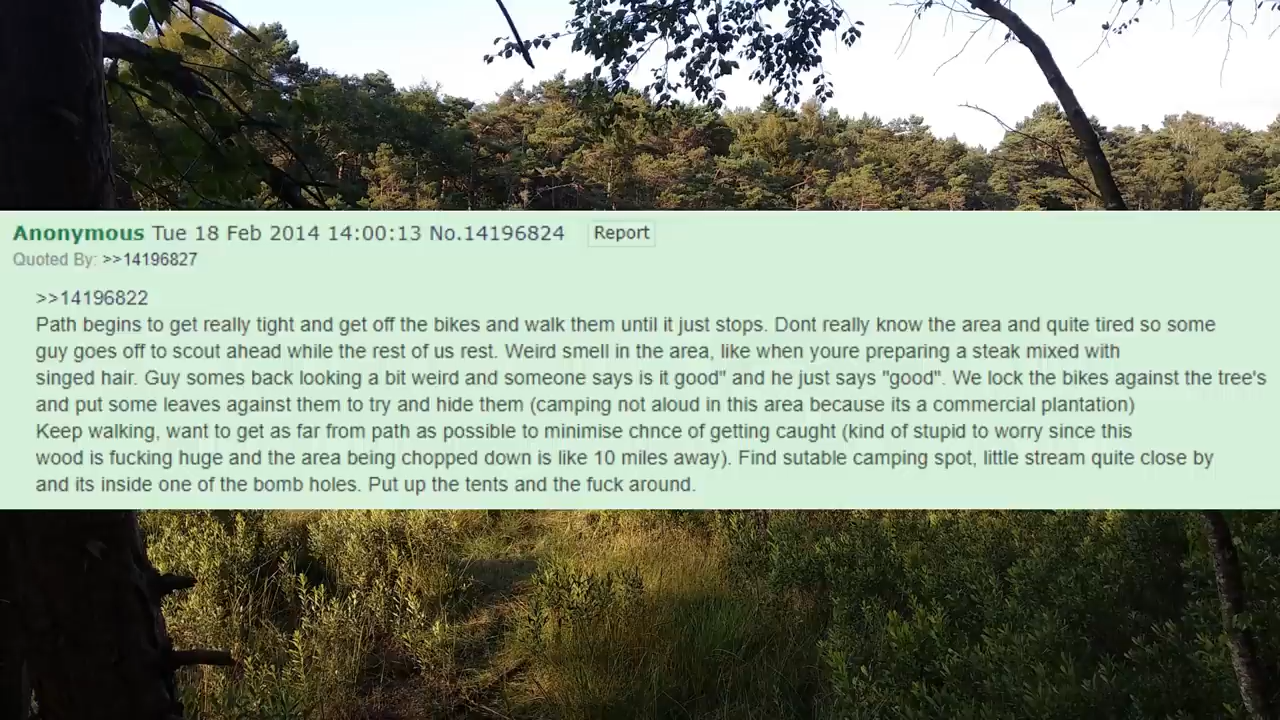 Anonymous Tue 18 Feb 2014 14:00:13 No.14196824 Report
Quoted By: >>14196827
>>14196822
Path begins to get really tight and get off the bikes and walk them until it just stops. Dont really know the area and quite tired so some
guy goes off to scout ahead while the rest of us rest. Weird smell in the area, like when youre preparing a steak mixed with
singed hair. Guy somes back looking a bit weird and someone says is it good" and he just says "good". We lock the bikes against the tree's
and put some leaves against them to try and hide them (camping not aloud in this area because its a commercial plantation)
Keep walking, want to get as far from path as possible to minimise chnce of getting caught (kind of stupid to worry since this
wood is fucking huge and the area being chopped down is like 10 miles away). Find sutable camping spot, little stream quite close by
and its inside one of the bomb holes. Put up the tents and the fuck around.